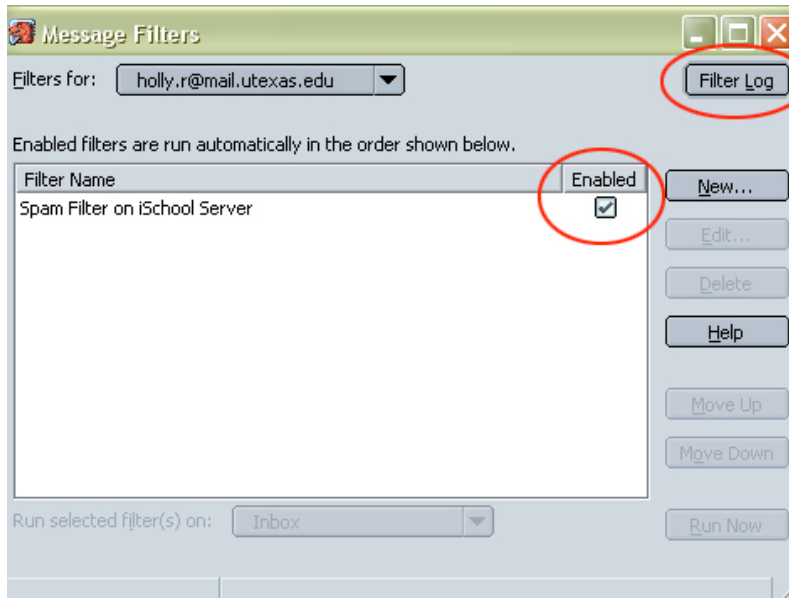 Message Filters
Filters for: holly.r@mail.utexas.edu Filter Log
Enabled filters are run automatically in the order shown below.
Filter Name Enabled
Spam Filter on iSchool Server
New...
Edit...
Delete
Help
Move Up
Move Down
Run selected filter(s) on: Inbox Run Now